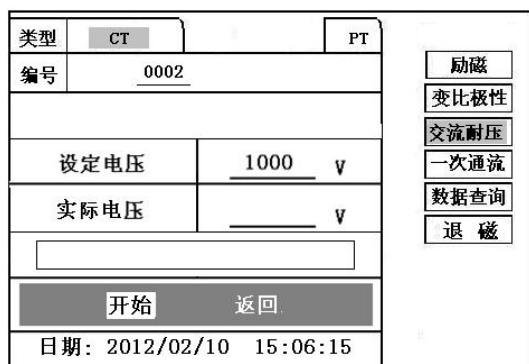 类型 CT PT
编号 0002
设定电压 1000 V
实际电压 V
开始 返回
日期: 2012/02/10 15:06:15
励磁
变比极性
交流耐压
一次通流
数据查询
退 磁